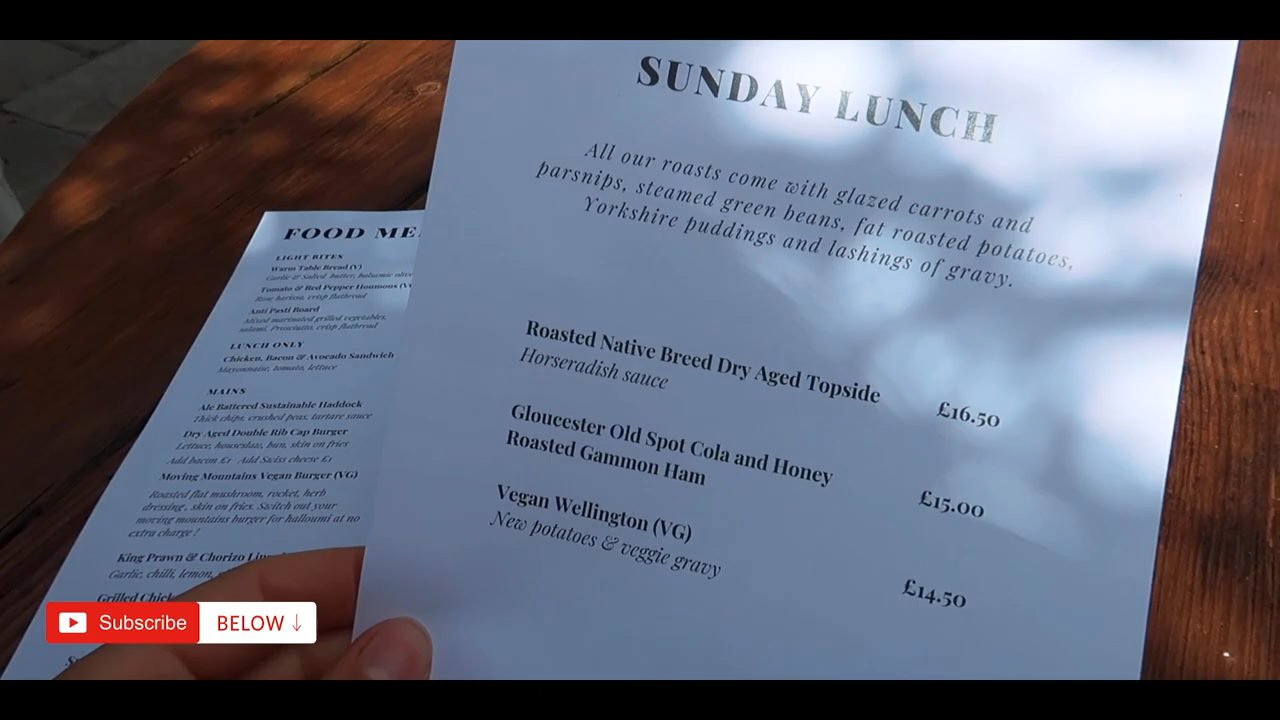 SUNDAY LUNCH
All our roasts come with glazed carrots and
parsnips, steamed green beans, fat roasted potatoes,
Yorkshire puddings and lashings of gravy.
Roasted Native Breed Dry Aged Topside
Horseradish sauce
£16.50
Gloucester Old Spot Cola and Honey
Roasted Gammon Ham
£15.00
Vegan Wellington (VG)
New potatoes & veggie gravy
£14.50
FOOD
LIGHT BITES
Warm Table Bread (V)
Garlic & Salted butter, balsamic
Tomato & Red Pepper Houmous
Rose harissa, crisp flatbread
Anti Pasti Board
Mixed marinated grilled vegetables,
salami, Prosciutto, crisp flatbread
LUNCH ONLY
Chicken, Bacon & Avocado Sandwich
Mayonnaise, tomato, lettuce
MAINS
Ale Battered Sustainable Haddock
Thick chips, crushed peas, tartare sauce
Dry Aged Double Rib Cap Burger
Lettuce, houseslaw, bun, skin on fries
Add bacon £1 Add Swiss cheese £1
Moving Mountains Vegan Burger (VG)
Roasted flat mushroom, rocket, herb
dressing, skin on fries. Switch out your
moving mountains burger for halloumi at no
extra charge!
King Prawn & Chorizo
Garlic, chilli, lemon,
Grilled
Subscribe BELOW ↓